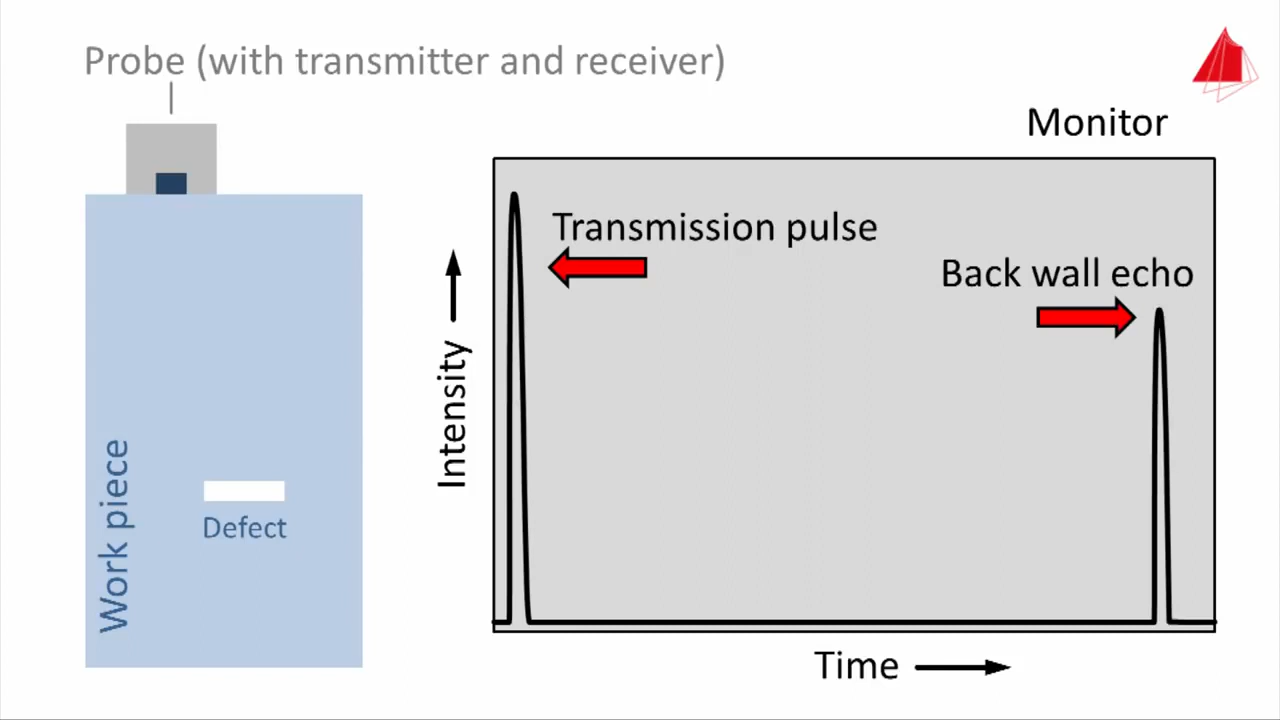 Probe (with transmitter and receiver)
Monitor
Transmission pulse
Back wall echo
Intensity
Work piece
Defect
Time